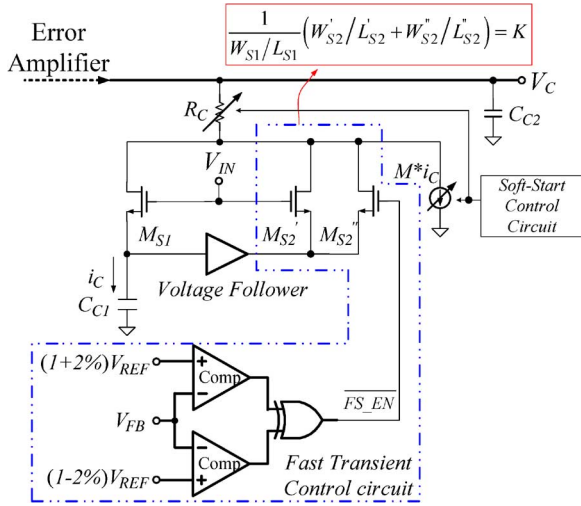 1 / (W_S1/L_S1) (W'_S2/L'_S2 + W''_S2/L''_S2) = K
Error
Amplifier
V_C
R_C
C_C2
V_IN
M*i_C
Soft-Start
Control
Circuit
M_S1
M_S2'
M_S2''
i_C
C_C1
Voltage Follower
(1+2%)V_REF
+
Comp
−
V_FB
F̅S̅_̅E̅N̅
−
Comp
+
(1-2%)V_REF
Fast Transient
Control circuit